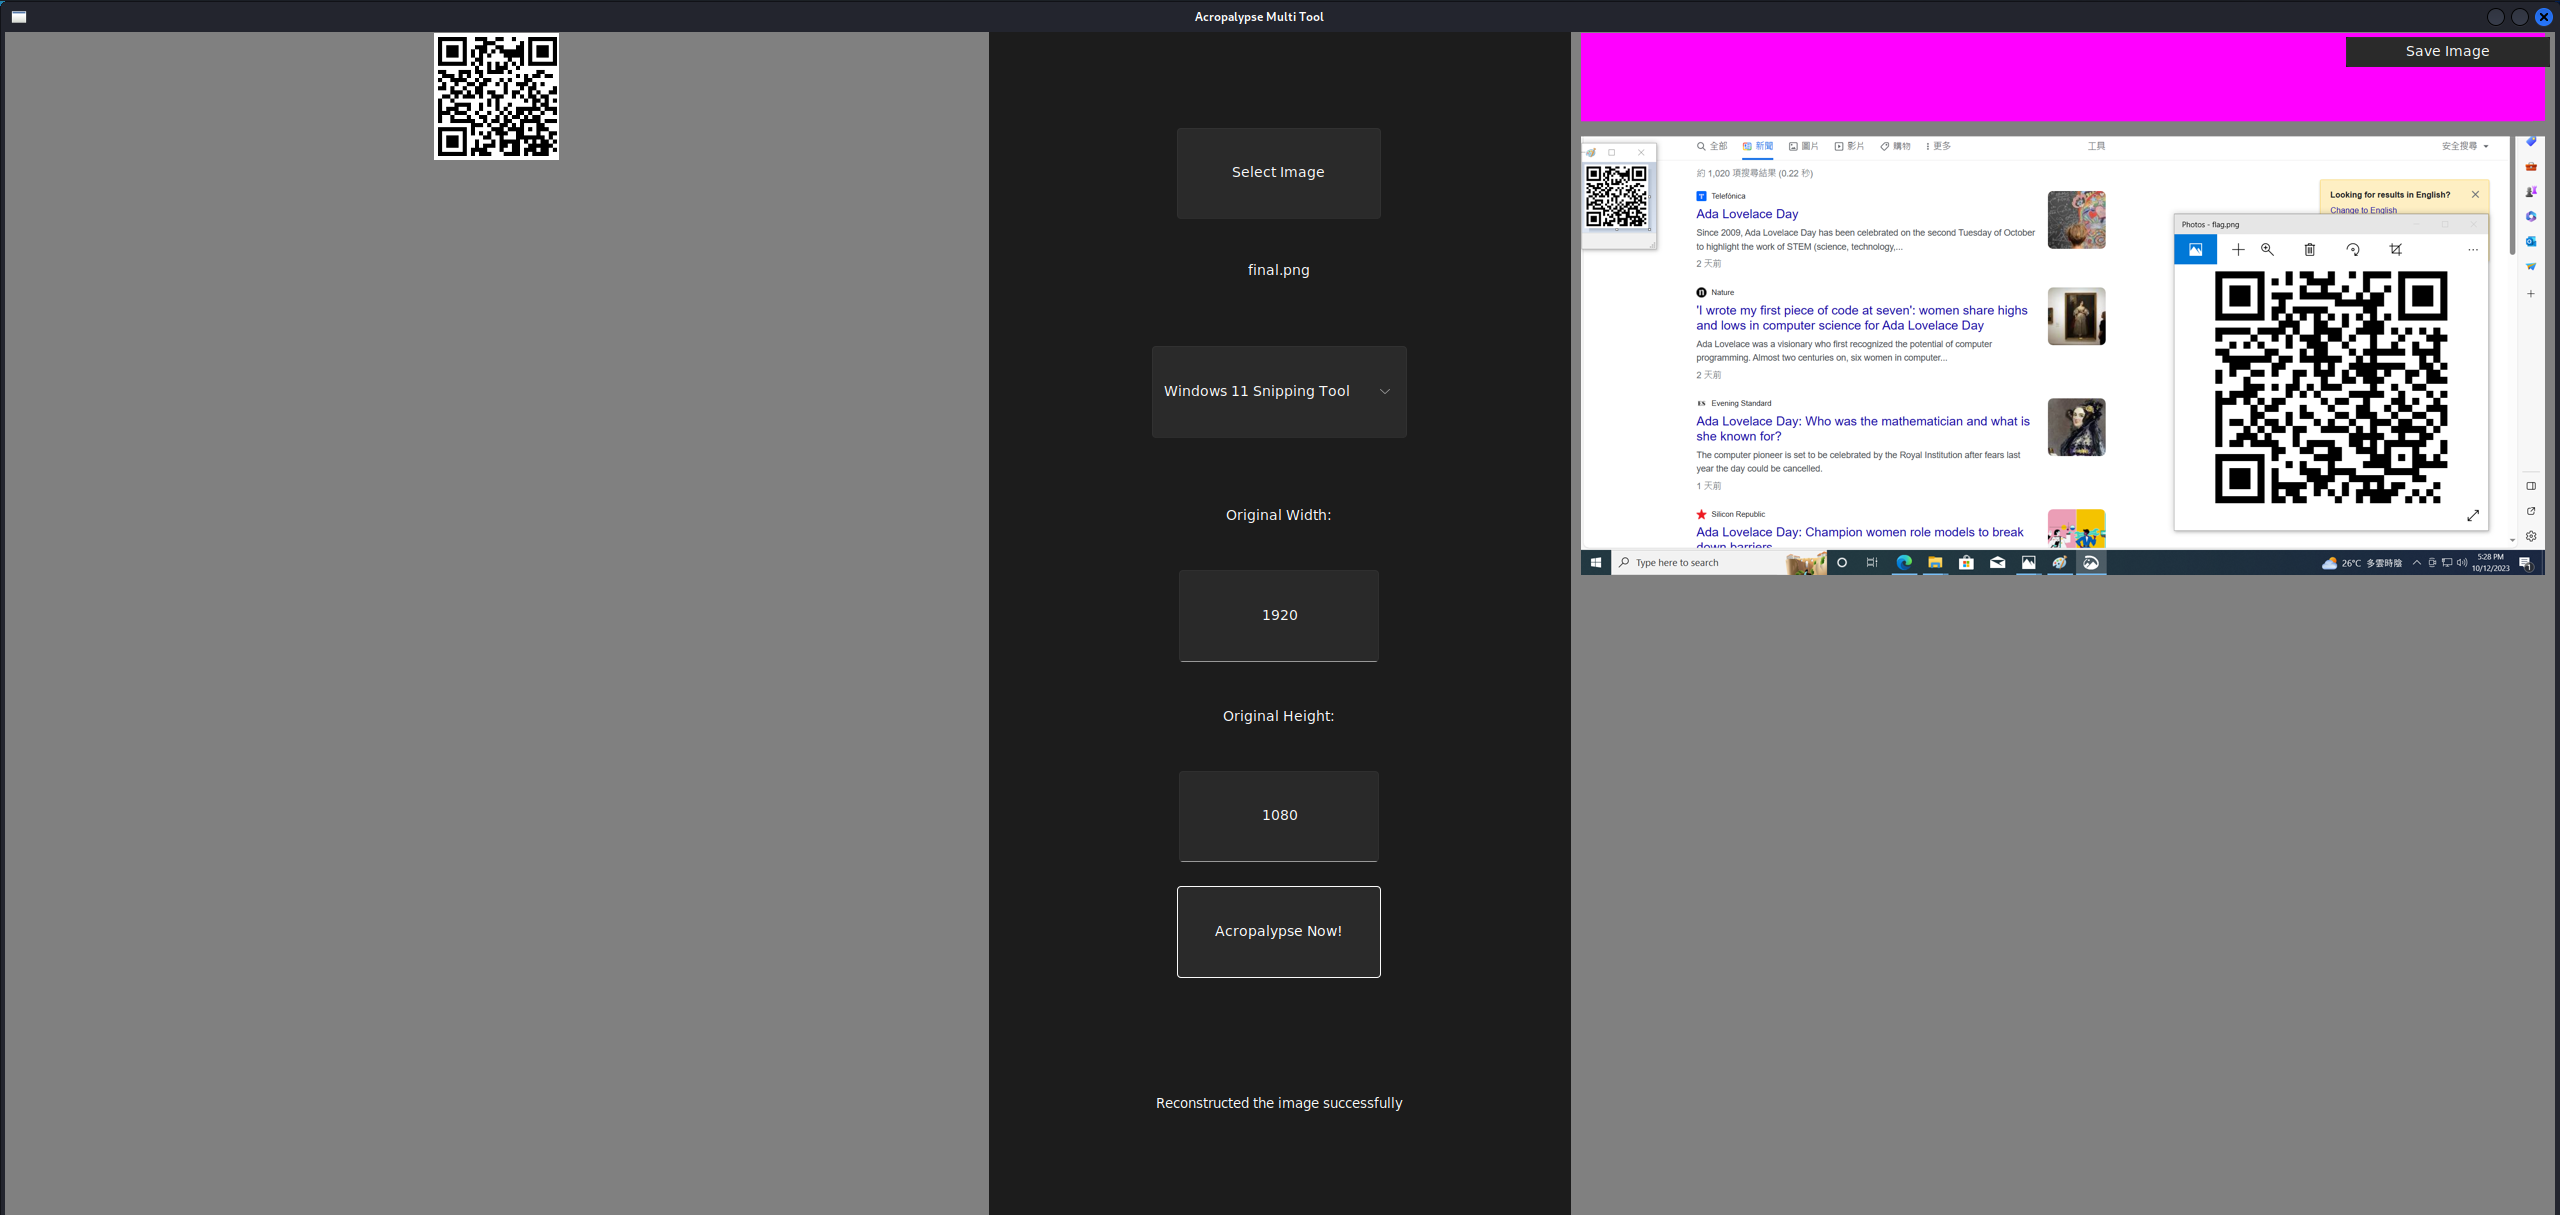 Acropalypse Multi Tool
Select Image
final.png
Windows 11 Snipping Tool
Original Width:
1920
Original Height:
1080
Acropalypse Now!
Reconstructed the image successfully
Save Image
全部 新聞 圖片 影片 購物 更多 工具 安全搜尋
約 1,020 項搜尋結果 (0.22 秒)
Telefónica
Ada Lovelace Day
Since 2009, Ada Lovelace Day has been celebrated on the second Tuesday of October
to highlight the work of STEM (science, technology,...
2 天前
Nature
'I wrote my first piece of code at seven': women share highs
and lows in computer science for Ada Lovelace Day
Ada Lovelace was a visionary who first recognized the potential of computer
programming. Almost two centuries on, six women in computer...
2 天前
ES Evening Standard
Ada Lovelace Day: Who was the mathematician and what is
she known for?
The computer pioneer is set to be celebrated by the Royal Institution after fears last
year the day could be cancelled.
1 天前
Silicon Republic
Ada Lovelace Day: Champion women role models to break
down barriers
Looking for results in English?
Change to English
Photos - flag.png
Type here to search
26°C 多雲時陰
5:28 PM
10/12/2023
1